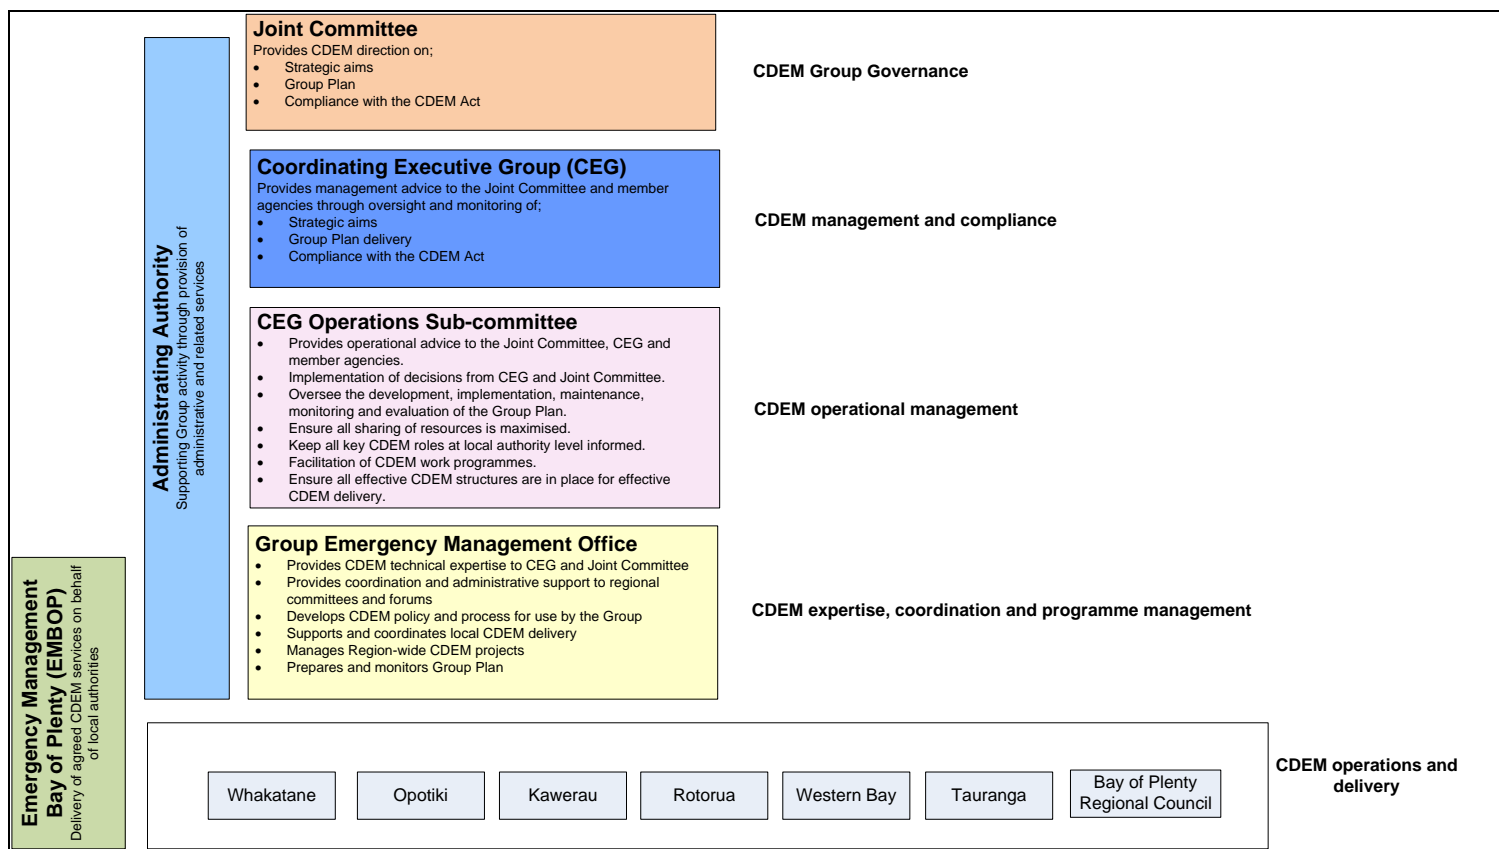 Joint Committee
Provides CDEM direction on;
• Strategic aims
• Group Plan
• Compliance with the CDEM Act
CDEM Group Governance
Coordinating Executive Group (CEG)
Provides management advice to the Joint Committee and member
agencies through oversight and monitoring of;
• Strategic aims
• Group Plan delivery
• Compliance with the CDEM Act
CDEM management and compliance
Administrating Authority
Supporting Group activity through provision of
administrative and related services
CEG Operations Sub-committee
• Provides operational advice to the Joint Committee, CEG and
member agencies.
• Implementation of decisions from CEG and Joint Committee.
• Oversee the development, implementation, maintenance,
monitoring and evaluation of the Group Plan.
• Ensure all sharing of resources is maximised.
• Keep all key CDEM roles at local authority level informed.
• Facilitation of CDEM work programmes.
• Ensure all effective CDEM structures are in place for effective
CDEM delivery.
CDEM operational management
Group Emergency Management Office
• Provides CDEM technical expertise to CEG and Joint Committee
• Provides coordination and administrative support to regional
committees and forums
• Develops CDEM policy and process for use by the Group
• Supports and coordinates local CDEM delivery
• Manages Region-wide CDEM projects
• Prepares and monitors Group Plan
CDEM expertise, coordination and programme management
Emergency Management
Bay of Plenty (EMBOP)
Delivery of agreed CDEM services on behalf
of local authorities
Whakatane
Opotiki
Kawerau
Rotorua
Western Bay
Tauranga
Bay of Plenty
Regional Council
CDEM operations and
delivery